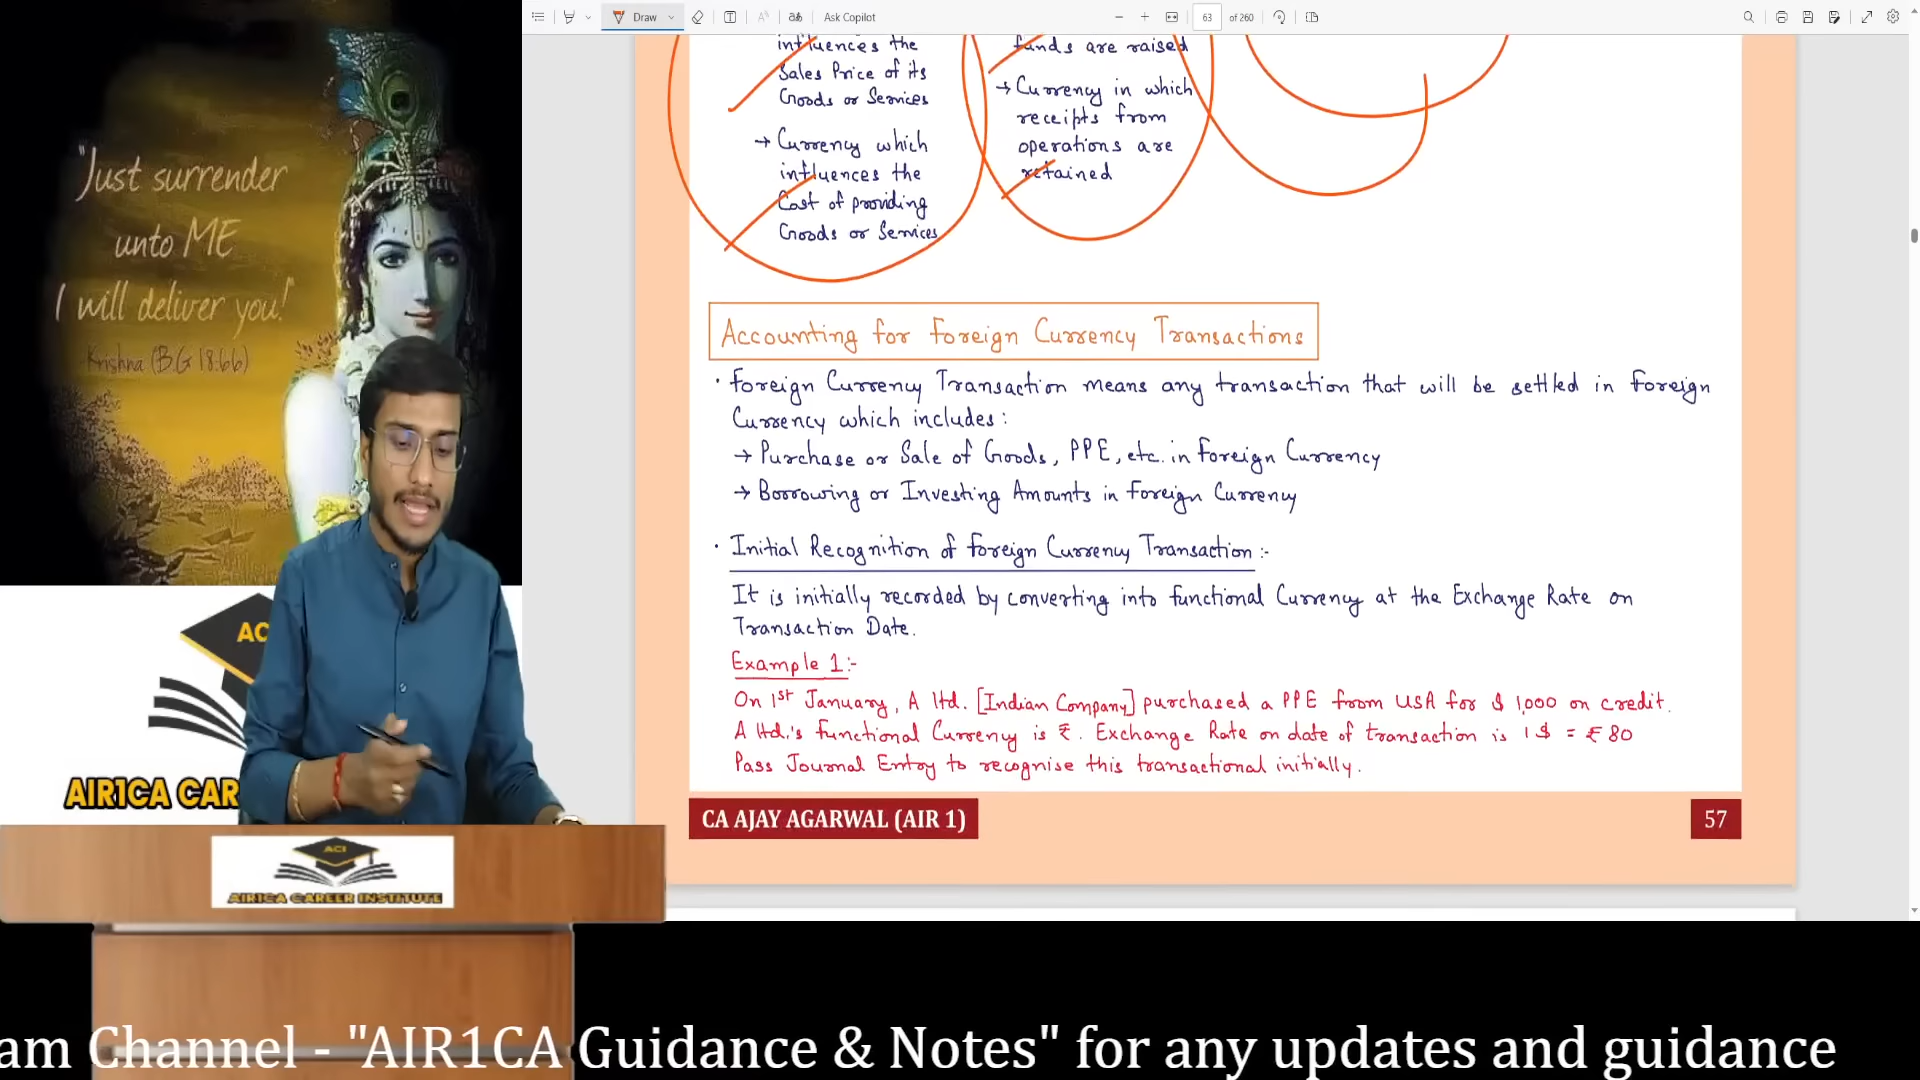 Draw
Ask Copilot
63 of 260
influences the
Sales Price of its
Goods or Services
→ Currency which
influences the
Cost of providing
Goods or Services
funds are raised
→ Currency in which
receipts from
operations are
retained
"Just surrender
unto ME
I will deliver you!"
Krishna (B.G 18:66)
Accounting for Foreign Currency Transactions
• Foreign Currency Transaction means any transaction that will be settled in Foreign
Currency which includes:
→ Purchase or Sale of Goods, PPE, etc. in Foreign Currency
→ Borrowing or Investing Amounts in Foreign Currency
• Initial Recognition of Foreign Currency Transaction :-
It is initially recorded by converting into functional Currency at the Exchange Rate on
Transaction Date.
Example 1:-
On 1st January, A ltd. [Indian Company] purchased a PPE from USA for $ 1,000 on credit.
A ltd.'s functional Currency is ₹. Exchange Rate on date of transaction is 1 $ = ₹ 80
Pass Journal Entry to recognise this transactional initially.
CA AJAY AGARWAL (AIR 1)
57
AC
AIR1CA CAR
ACI
AIR1CA CAREER INSTITUTE
am Channel - "AIR1CA Guidance & Notes" for any updates and guidance